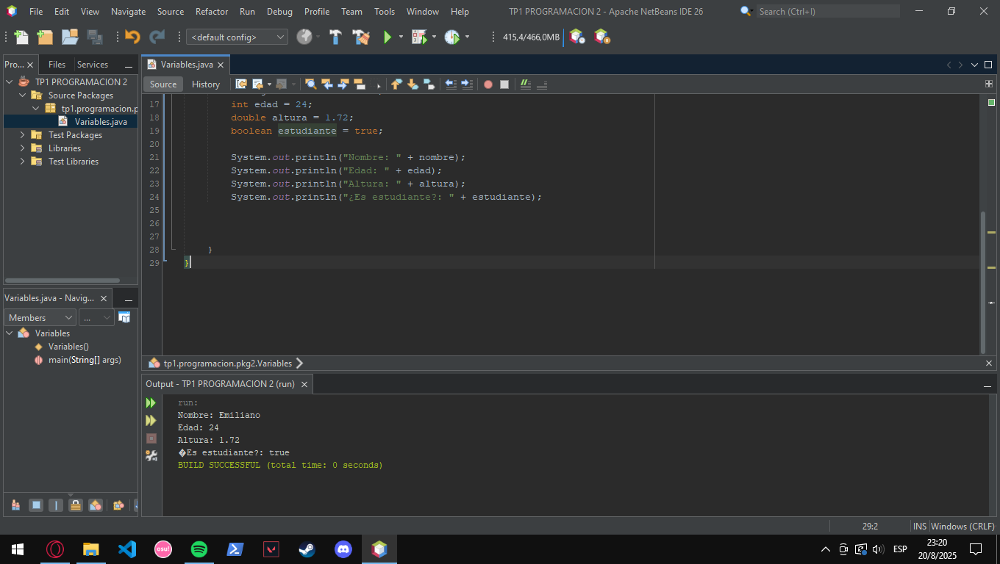 File Edit View Navigate Source Refactor Run Debug Profile Team Tools Window Help
TP1 PROGRAMACION 2 - Apache NetBeans IDE 26
Search (Ctrl+I)
<default config>
415,4/466,0MB
Pro... Files Services
TP1 PROGRAMACION 2
Source Packages
tp1.programacion.p
Variables.java
Test Packages
Libraries
Test Libraries
Variables.java
Source History
17 int edad = 24;
18 double altura = 1.72;
19 boolean estudiante = true;
20
21 System.out.println("Nombre: " + nombre);
22 System.out.println("Edad: " + edad);
23 System.out.println("Altura: " + altura);
24 System.out.println("¿Es estudiante?: " + estudiante);
25
26
27
28 }
29 }
Variables.java - Navig...
Members ...
Variables
Variables()
main(String[] args)
tp1.programacion.pkg2.Variables
Output - TP1 PROGRAMACION 2 (run)
run:
Nombre: Emiliano
Edad: 24
Altura: 1.72
�Es estudiante?: true
BUILD SUCCESSFUL (total time: 0 seconds)
29:2 INS Windows (CRLF)
osu!
ESP
23:20
20/8/2025